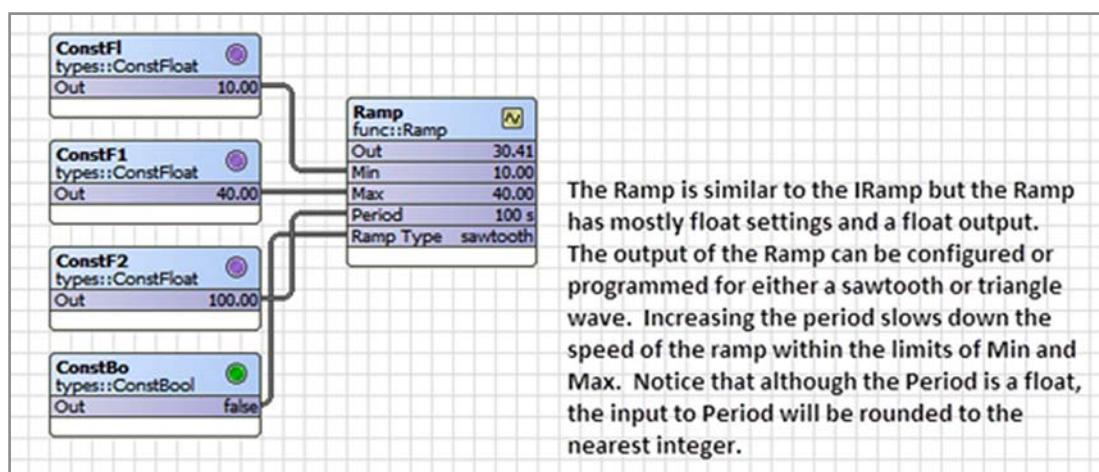 ConstFl
types::ConstFloat
Out 10.00
ConstF1
types::ConstFloat
Out 40.00
ConstF2
types::ConstFloat
Out 100.00
ConstBo
types::ConstBool
Out false
Ramp
func::Ramp
Out 30.41
Min 10.00
Max 40.00
Period 100 s
Ramp Type sawtooth
The Ramp is similar to the IRamp but the Ramp
has mostly float settings and a float output.
The output of the Ramp can be configured or
programmed for either a sawtooth or triangle
wave. Increasing the period slows down the
speed of the ramp within the limits of Min and
Max. Notice that although the Period is a float,
the input to Period will be rounded to the
nearest integer.